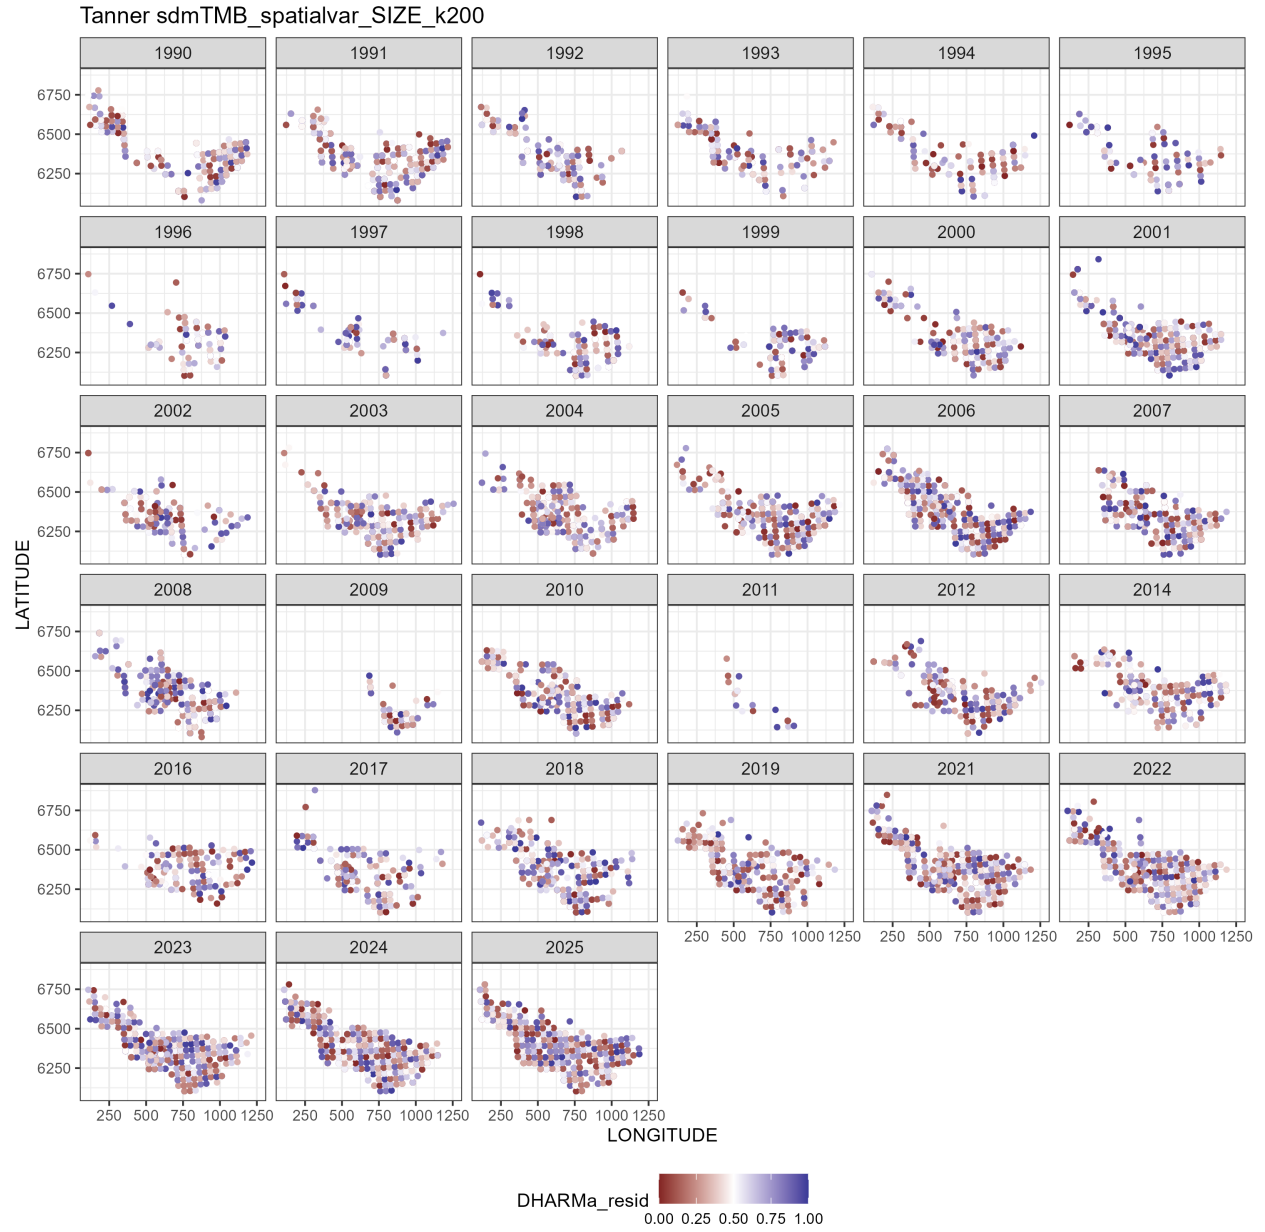 Tanner sdmTMB_spatialvar_SIZE_k200
1990 1991 1992 1993 1994 1995
6750
6500
6250
1996 1997 1998 1999 2000 2001
6750
6500
6250
2002 2003 2004 2005 2006 2007
6750
6500
6250
LATITUDE
2008 2009 2010 2011 2012 2014
6750
6500
6250
2016 2017 2018 2019 2021 2022
6750
6500
6250
250 500 750 1000 1250 250 500 750 1000 1250 250 500 750 1000 1250
2023 2024 2025
6750
6500
6250
250 500 750 1000 1250 250 500 750 1000 1250 250 500 750 1000 1250
LONGITUDE
DHARMa_resid
0.00 0.25 0.50 0.75 1.00